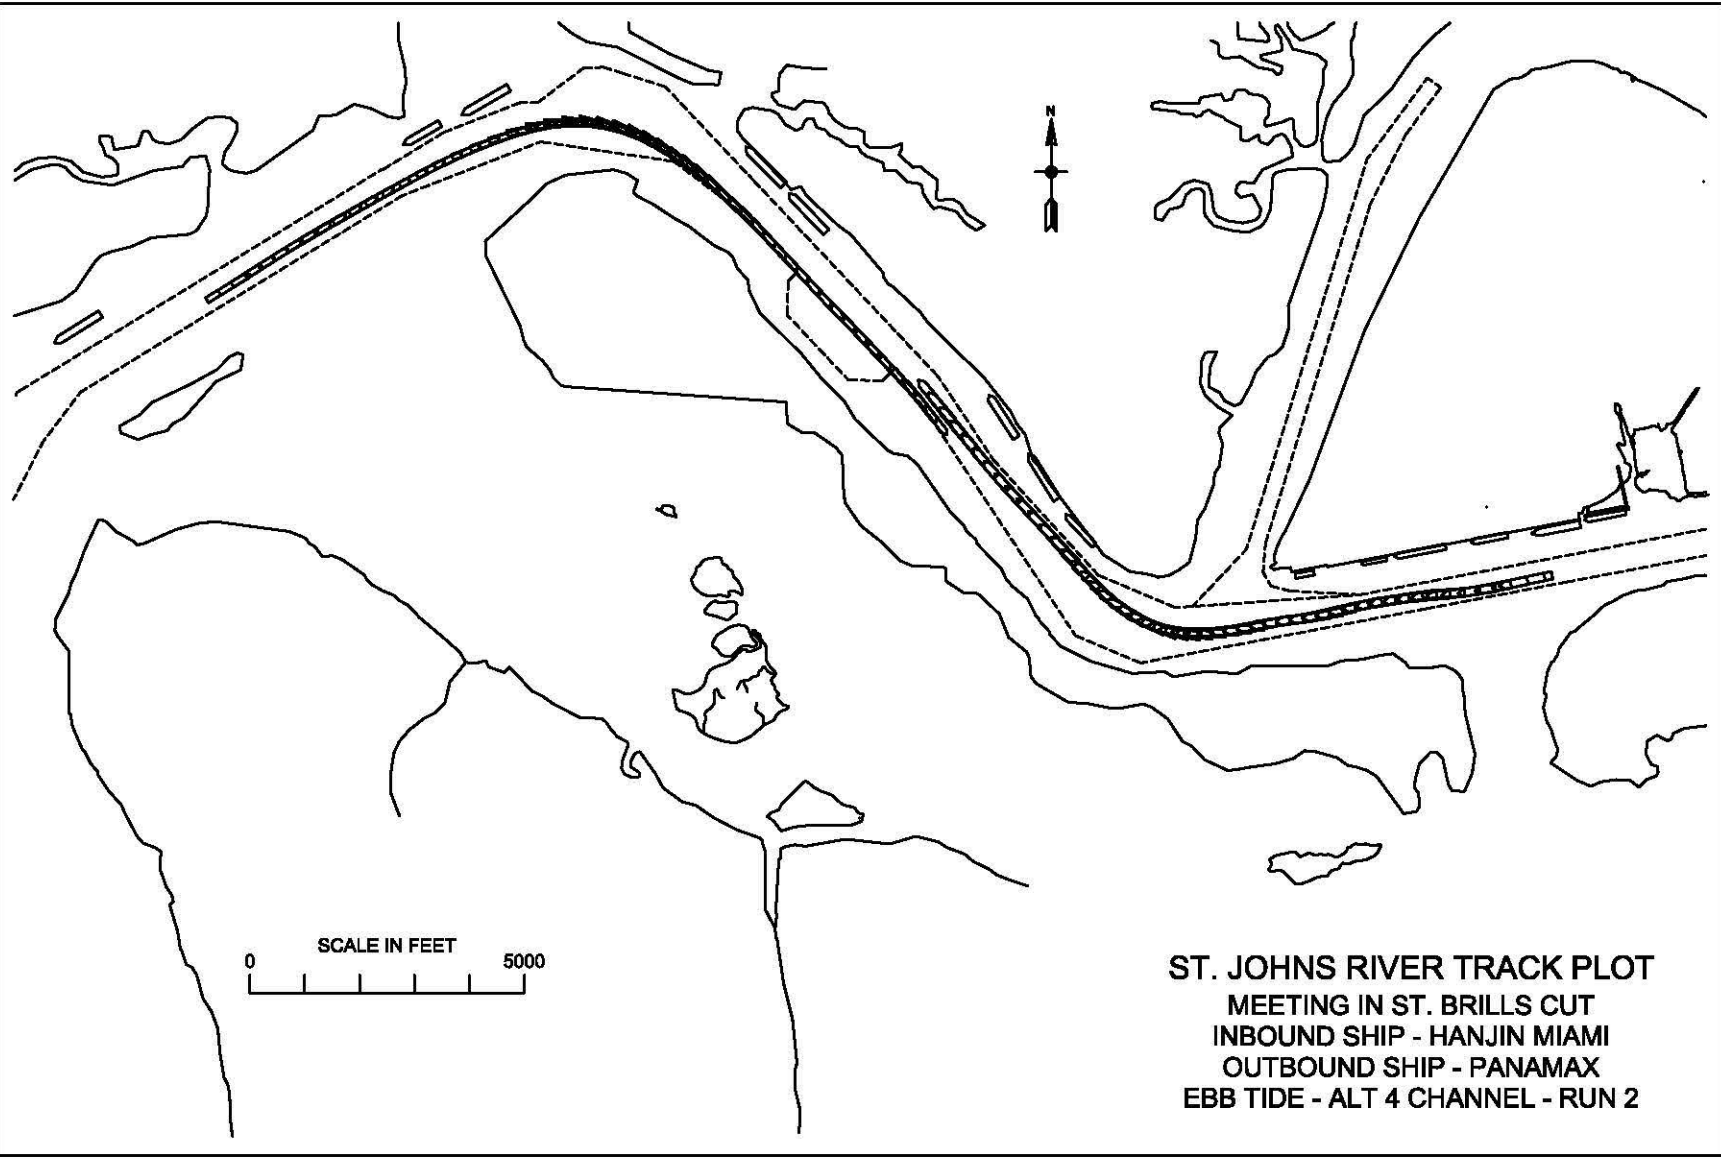 N
SCALE IN FEET
0 5000
ST. JOHNS RIVER TRACK PLOT
MEETING IN ST. BRILLS CUT
INBOUND SHIP - HANJIN MIAMI
OUTBOUND SHIP - PANAMAX
EBB TIDE - ALT 4 CHANNEL - RUN 2